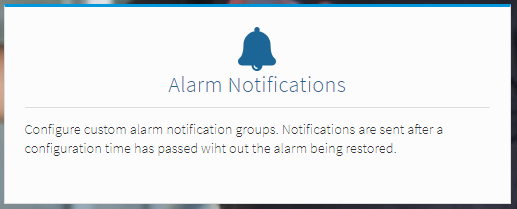 Alarm Notifications
Configure custom alarm notification groups. Notifications are sent after a
configuration time has passed wiht out the alarm being restored.